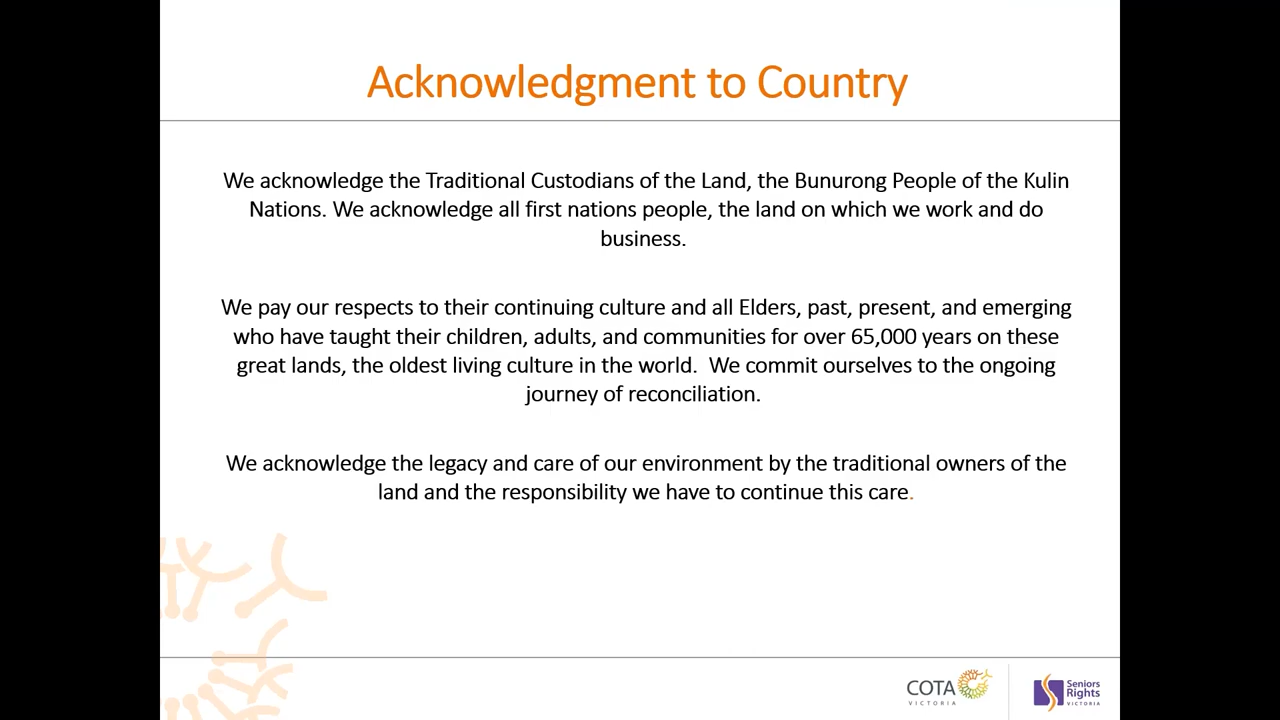 Acknowledgment to Country
We acknowledge the Traditional Custodians of the Land, the Bunurong People of the Kulin
Nations. We acknowledge all first nations people, the land on which we work and do
business.
We pay our respects to their continuing culture and all Elders, past, present, and emerging
who have taught their children, adults, and communities for over 65,000 years on these
great lands, the oldest living culture in the world.  We commit ourselves to the ongoing
journey of reconciliation.
We acknowledge the legacy and care of our environment by the traditional owners of the
land and the responsibility we have to continue this care.
COTA
VICTORIA
Seniors
Rights
VICTORIA